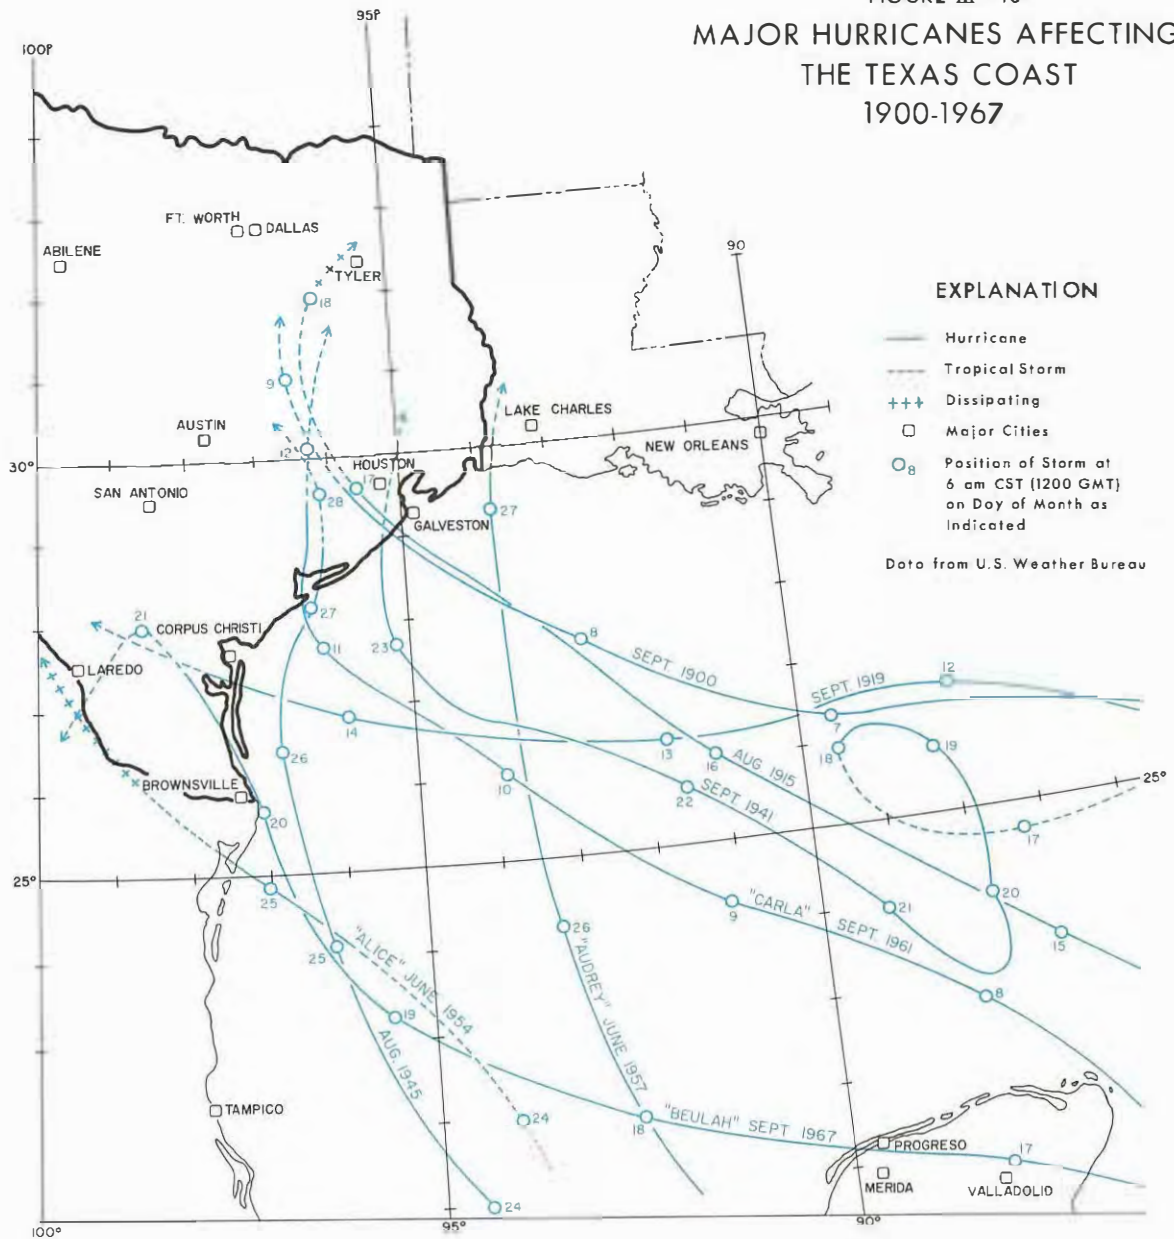 MAJOR HURRICANES AFFECTING
THE TEXAS COAST
1900-1967
95°
100°
FT. WORTH
DALLAS
ABILENE
TYLER
18
90
EXPLANATION
Hurricane
Tropical Storm
+++ Dissipating
Major Cities
8 Position of Storm at
6 am CST (1200 GMT)
on Day of Month as
Indicated
Data from U.S. Weather Bureau
9
AUSTIN
LAKE CHARLES
NEW ORLEANS
12
30°
HOUSTON
17
SAN ANTONIO
28
GALVESTON
27
21
CORPUS CHRISTI
27
11
23
8
LAREDO
SEPT. 1900
SEPT. 1919
12
14
13
7
16
AUG. 1915
18
19
26
BROWNSVILLE
10
22
SEPT. 1941
25°
20
17
25°
25
"CARLA" SEPT. 1961
9
21
20
15
"ALICE" JUNE 1954
25
26
"AUDREY" JUNE 1957
8
19
AUG. 1945
TAMPICO
24
18
"BEULAH" SEPT 1967
PROGRESO
17
MERIDA
VALLADOLID
24
100°
95°
90°